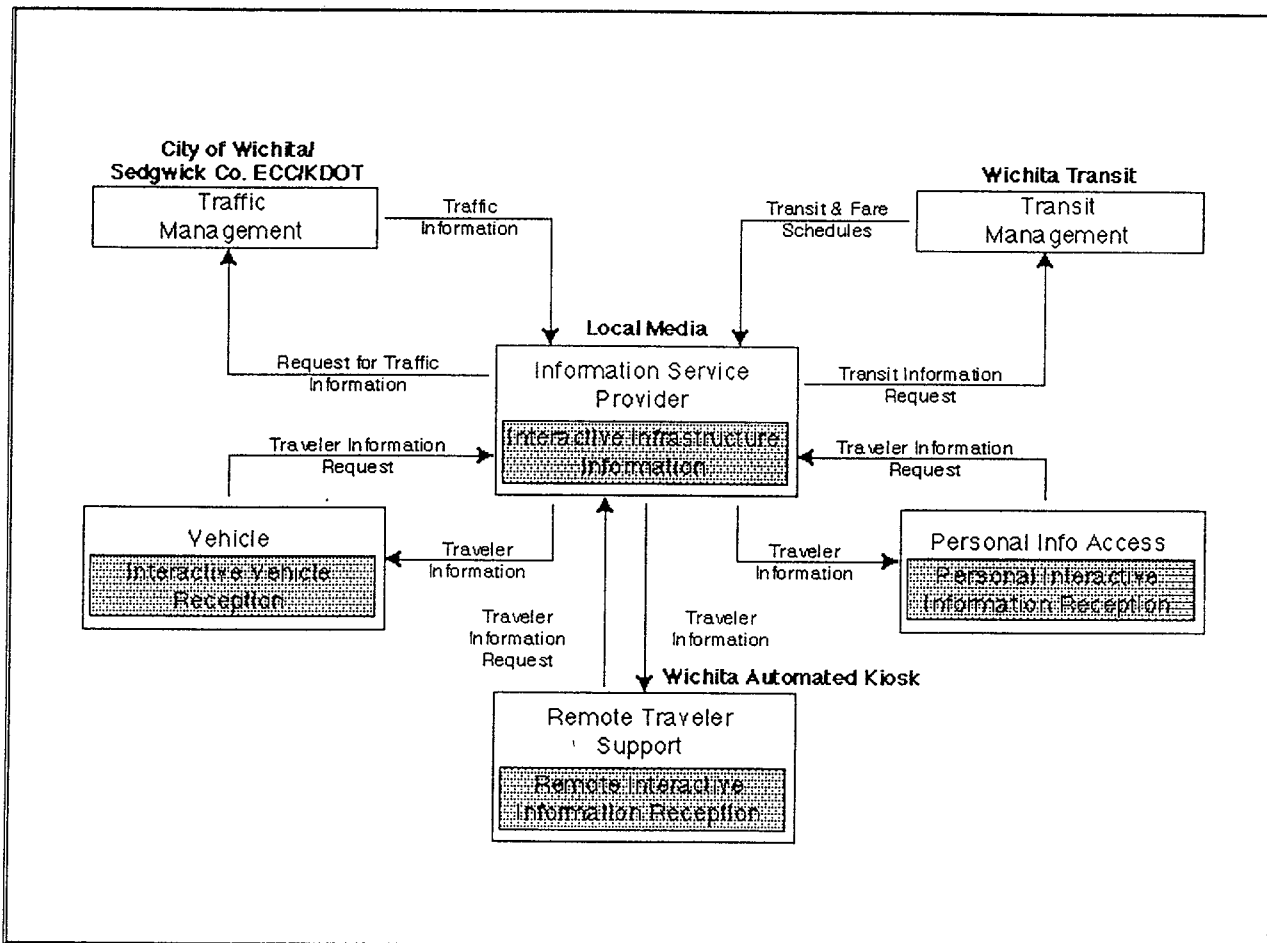 City of Wichita/
Sedgwick Co. ECC/KDOT
Traffic
Management
Traffic
Information
Wichita Transit
Transit
Management
Transit & Fare
Schedules
Local Media
Information Service
Provider
Interactive Infrastructure
Information
Request for Traffic
Information
Transit Information
Request
Traveler Information
Request
Traveler Information
Request
Vehicle
Interactive Vehicle
Reception
Traveler
Information
Traveler
Information
Personal Info Access
Personal Interactive
Information Reception
Traveler
Information
Request
Traveler
Information
Wichita Automated Kiosk
Remote Traveler
Support
Remote Interactive
Information Reception